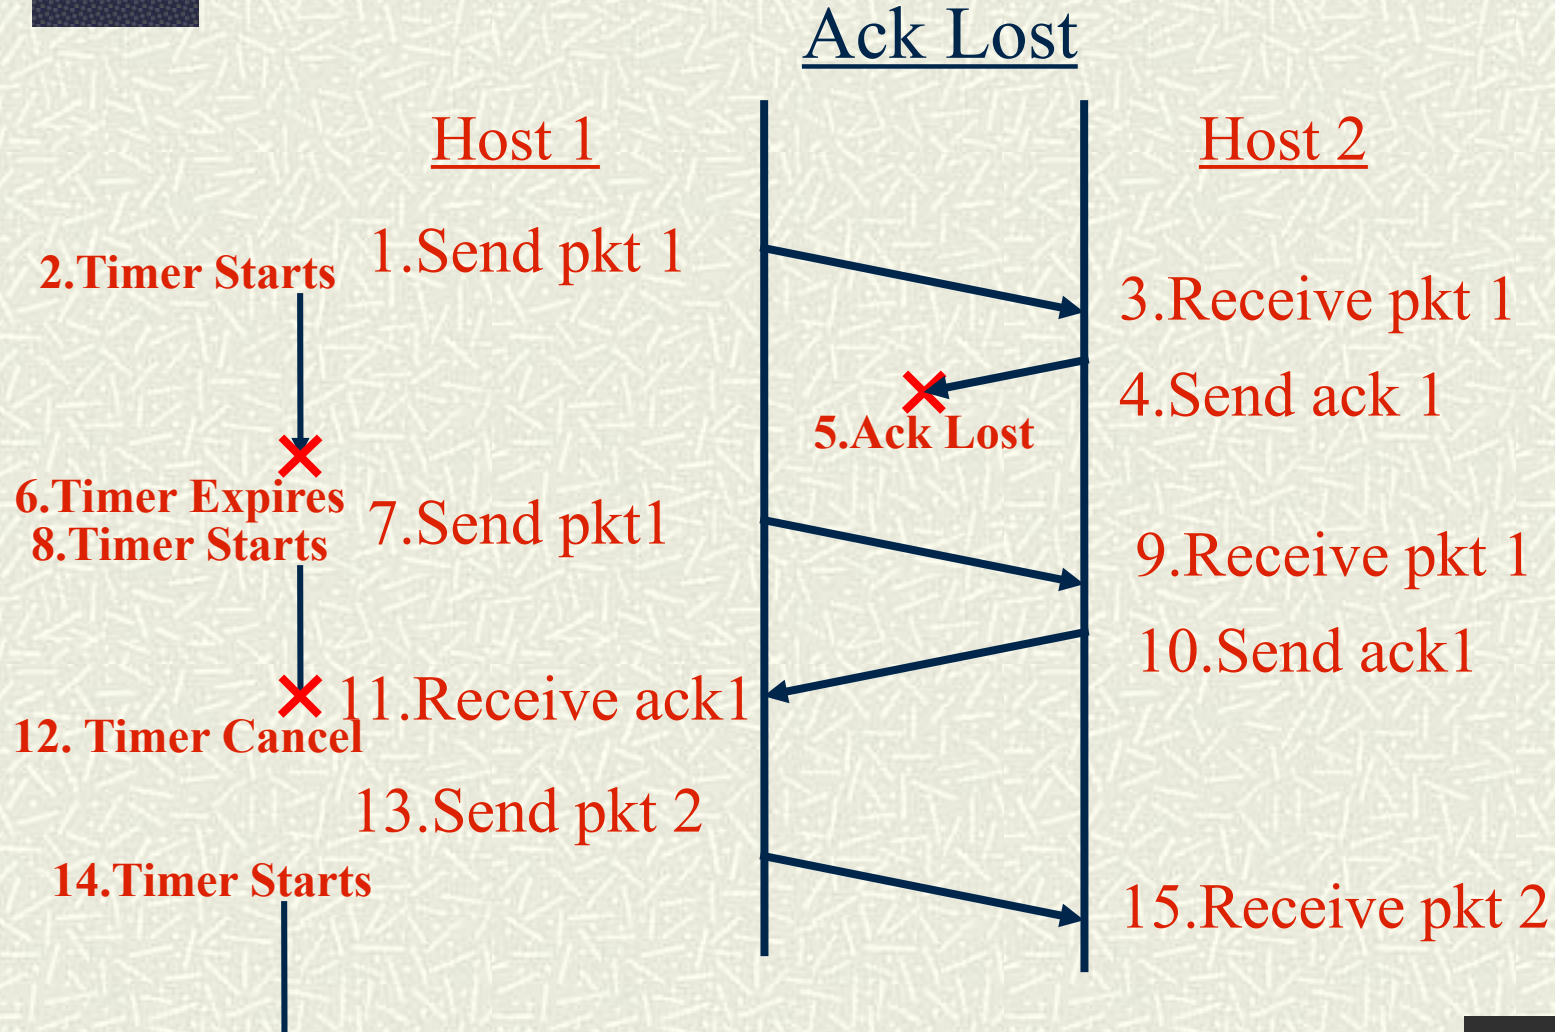 Ack Lost
Host 1
Host 2
1.Send pkt 1
2.Timer Starts
3.Receive pkt 1
4.Send ack 1
5.Ack Lost
6.Timer Expires
7.Send pkt1
8.Timer Starts
9.Receive pkt 1
10.Send ack1
11.Receive ack1
12. Timer Cancel
13.Send pkt 2
14.Timer Starts
15.Receive pkt 2